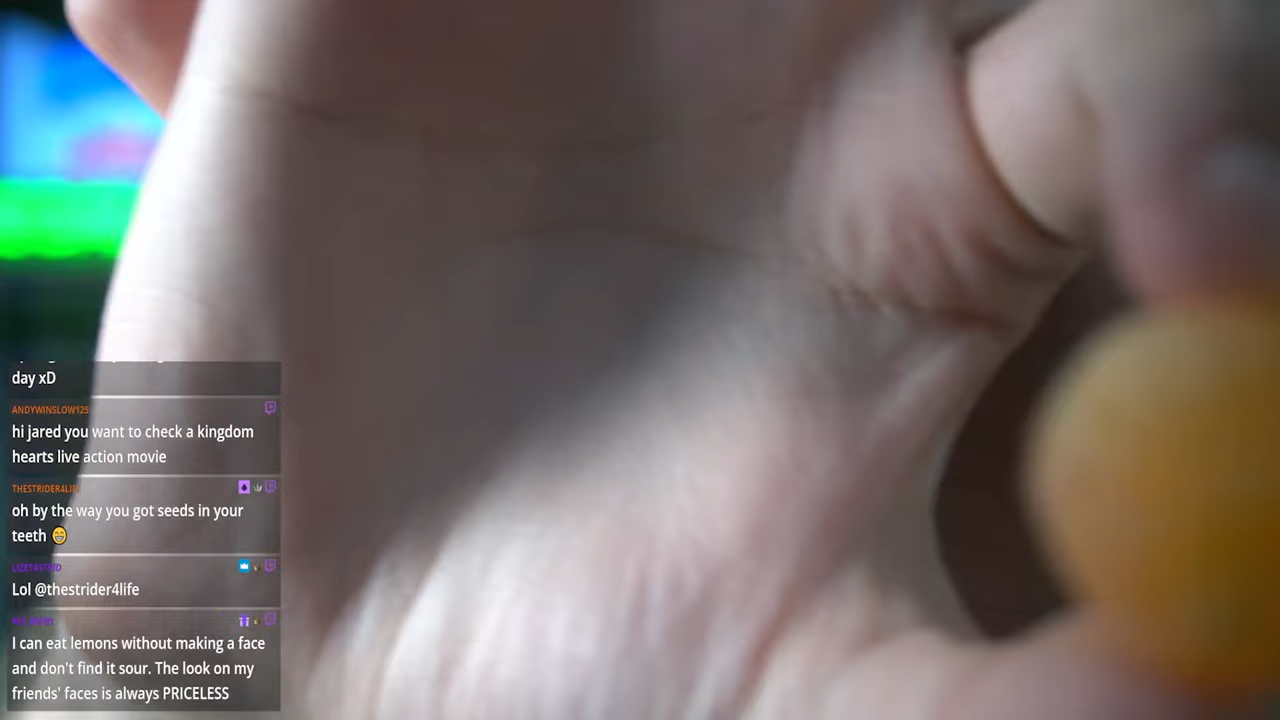 day xD
ANDYWINSLOW125
hi jared you want to check a kingdom
hearts live action movie
THESTRIDER4LIFE
oh by the way you got seeds in your
teeth 😁
Lol @thestrider4life
I can eat lemons without making a face
and don't find it sour. The look on my
friends' faces is always PRICELESS